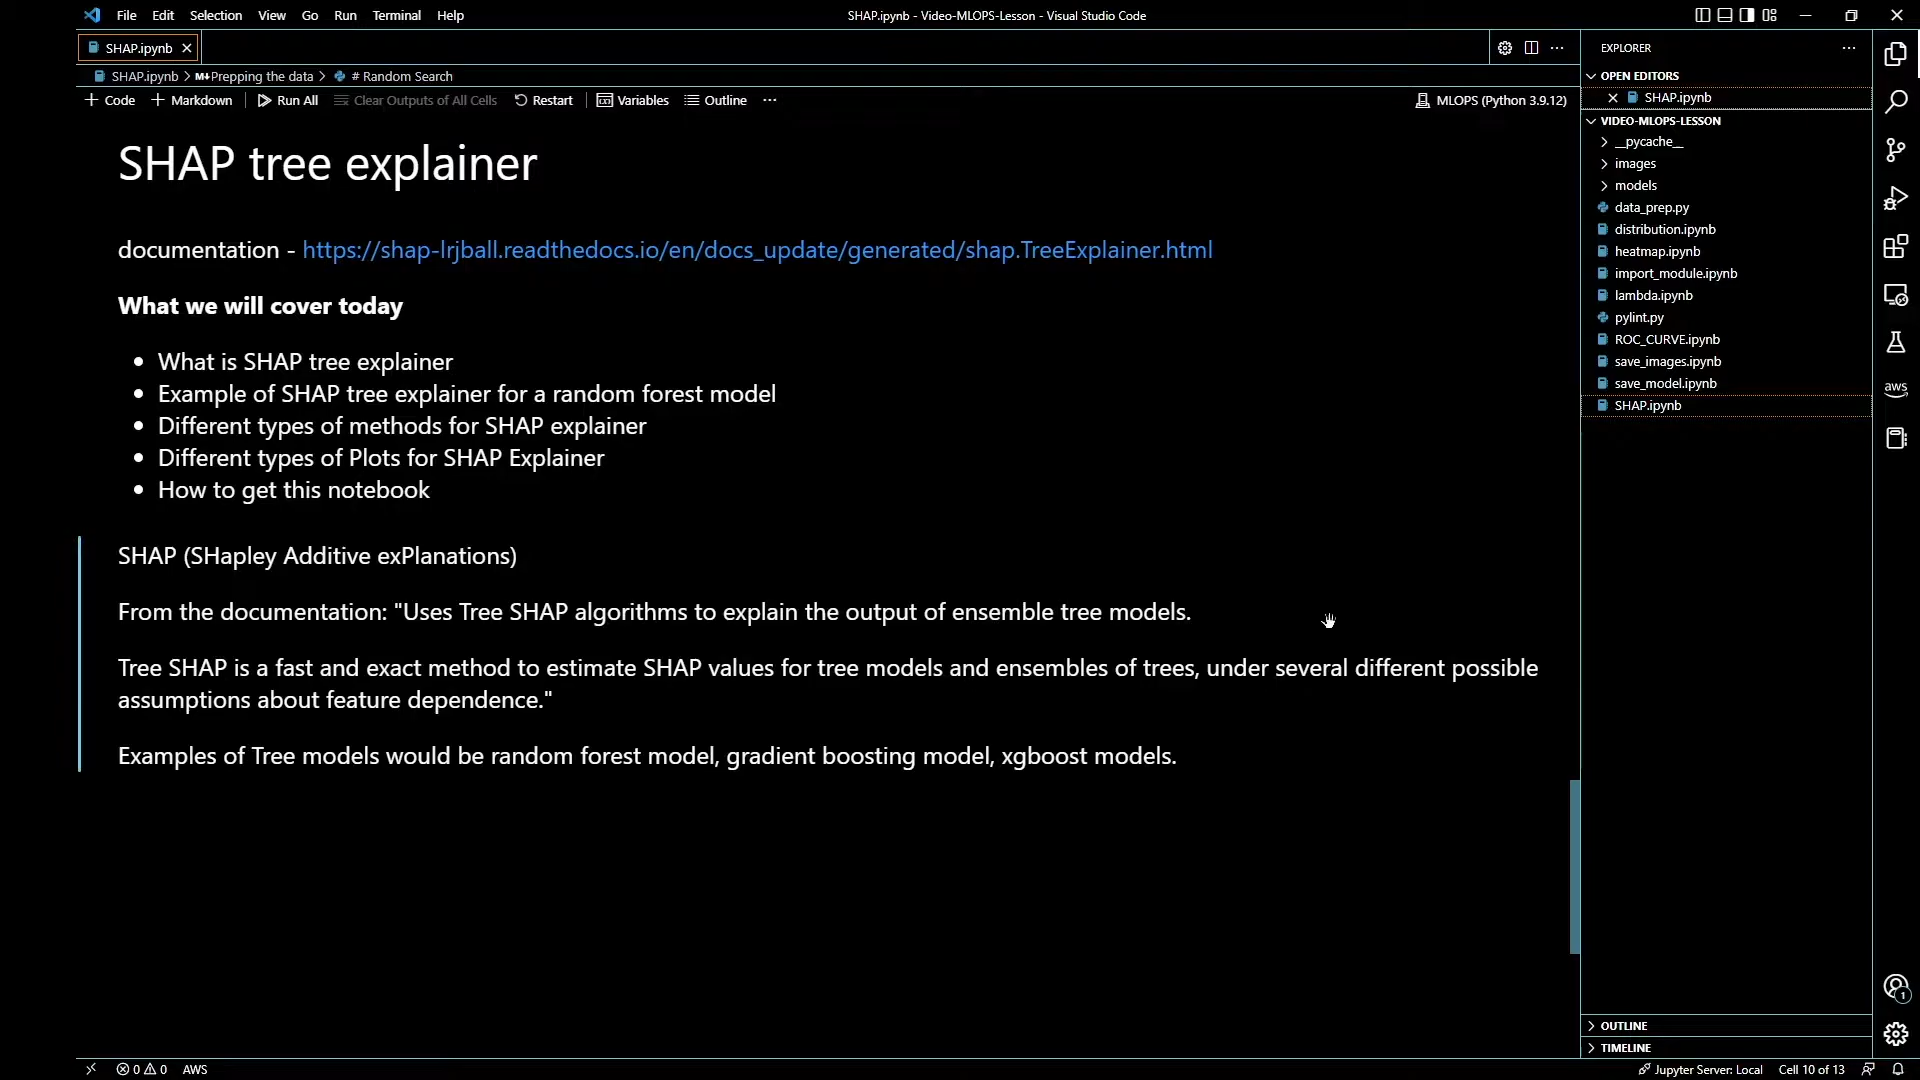 File Edit Selection View Go Run Terminal Help
SHAP.ipynb - Video-MLOPS-Lesson - Visual Studio Code
SHAP.ipynb
SHAP.ipynb > M↓Prepping the data > # Random Search
+ Code + Markdown Run All Clear Outputs of All Cells Restart Variables Outline ...
MLOPS (Python 3.9.12)
SHAP tree explainer
documentation - https://shap-lrjball.readthedocs.io/en/docs_update/generated/shap.TreeExplainer.html
What we will cover today
• What is SHAP tree explainer
• Example of SHAP tree explainer for a random forest model
• Different types of methods for SHAP explainer
• Different types of Plots for SHAP Explainer
• How to get this notebook
SHAP (SHapley Additive exPlanations)
From the documentation: "Uses Tree SHAP algorithms to explain the output of ensemble tree models.
Tree SHAP is a fast and exact method to estimate SHAP values for tree models and ensembles of trees, under several different possible
assumptions about feature dependence."
Examples of Tree models would be random forest model, gradient boosting model, xgboost models.
EXPLORER
OPEN EDITORS
SHAP.ipynb
VIDEO-MLOPS-LESSON
__pycache__
images
models
data_prep.py
distribution.ipynb
heatmap.ipynb
import_module.ipynb
lambda.ipynb
pylint.py
ROC_CURVE.ipynb
save_images.ipynb
save_model.ipynb
SHAP.ipynb
OUTLINE
TIMELINE
aws
1
0 0 AWS
Jupyter Server: Local Cell 10 of 13